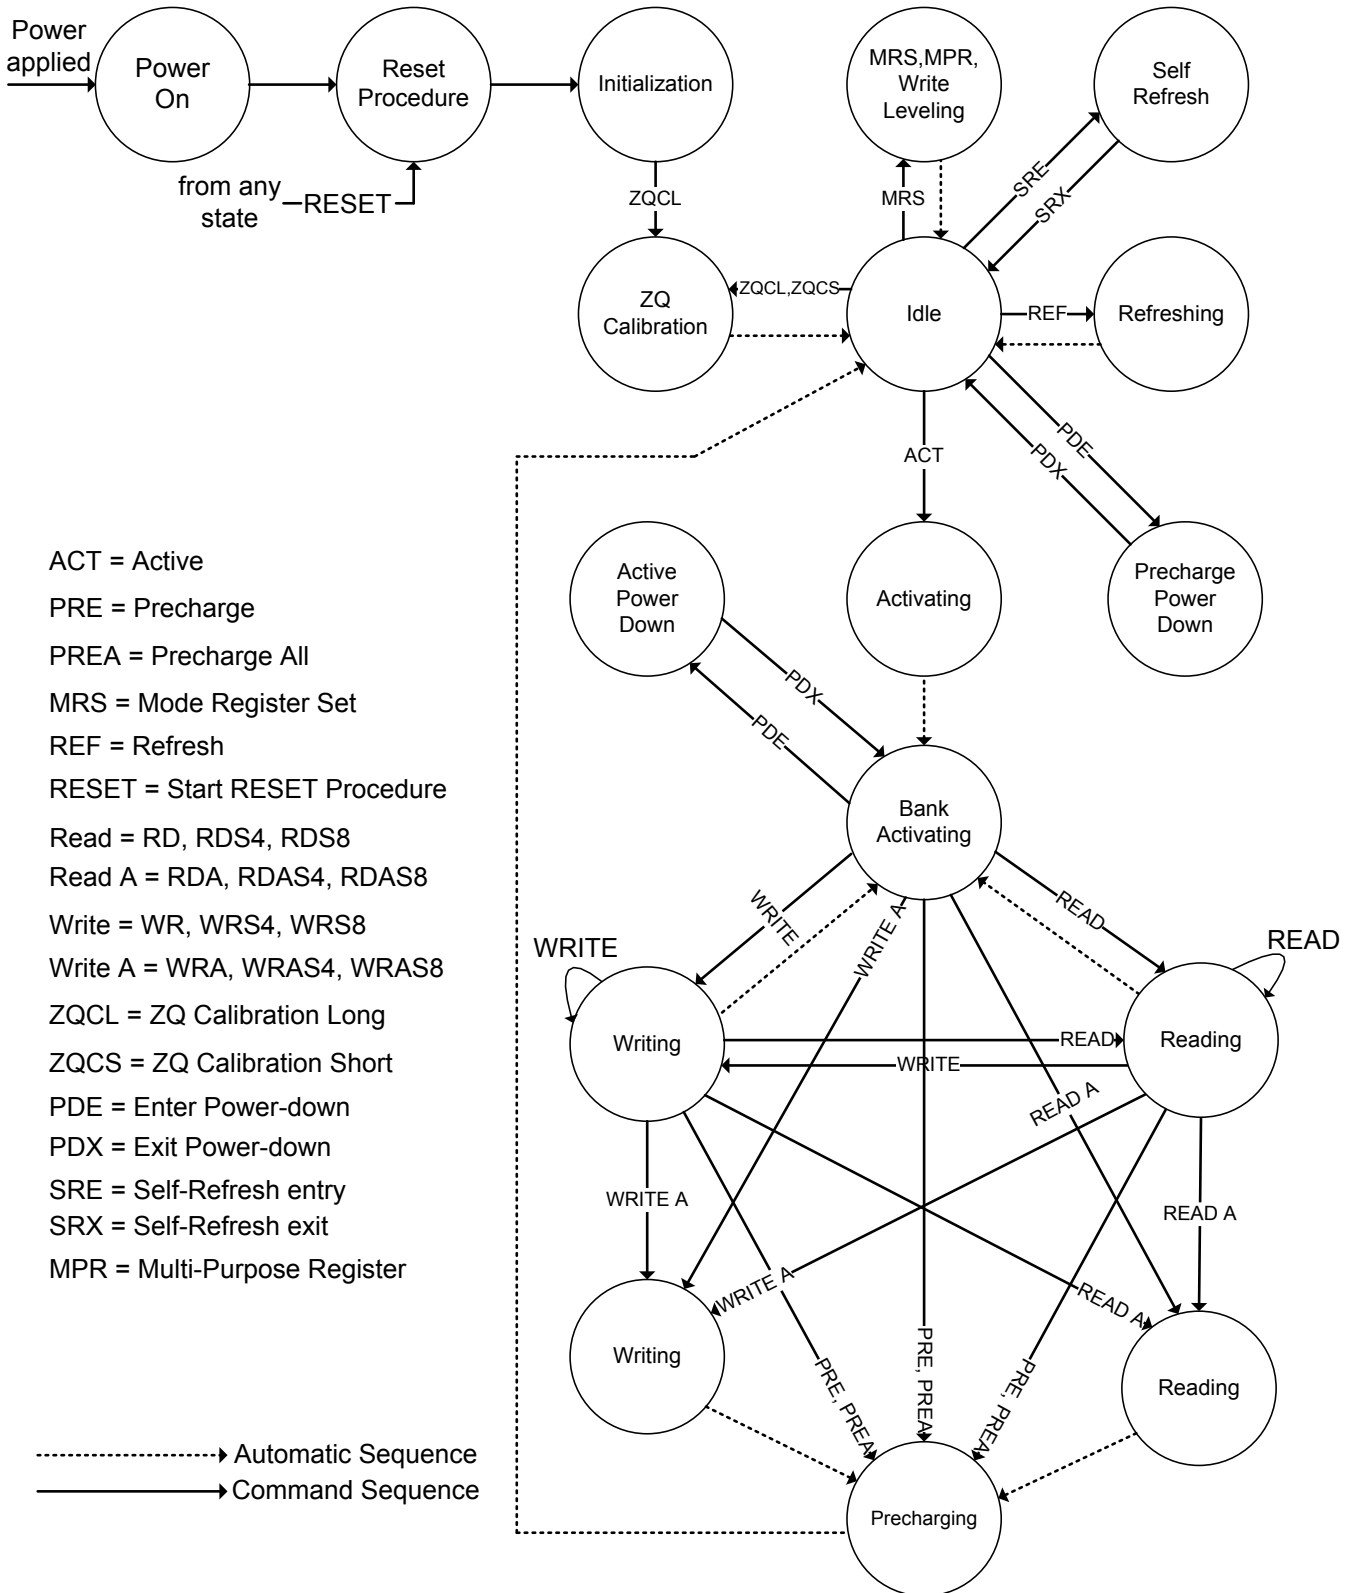 Power
applied
Power
On
Reset
Procedure
Initialization
MRS,MPR,
Write
Leveling
Self
Refresh
from any
state
RESET
ZQCL
MRS
SRE
SRX
ZQ
Calibration
ZQCL,ZQCS
Idle
REF
Refreshing
ACT
PDE
PDX
Active
Power
Down
Activating
Precharge
Power
Down
PDX
PDE
Bank
Activating
WRITE
WRITE A
READ
WRITE
READ
Writing
READ
WRITE
Reading
READ A
WRITE A
READ A
WRITE A
READ A
Writing
PRE, PREA
PRE, PREA
PRE, PREA
Reading
Precharging
ACT = Active
PRE = Precharge
PREA = Precharge All
MRS = Mode Register Set
REF = Refresh
RESET = Start RESET Procedure
Read = RD, RDS4, RDS8
Read A = RDA, RDAS4, RDAS8
Write = WR, WRS4, WRS8
Write A = WRA, WRAS4, WRAS8
ZQCL = ZQ Calibration Long
ZQCS = ZQ Calibration Short
PDE = Enter Power-down
PDX = Exit Power-down
SRE = Self-Refresh entry
SRX = Self-Refresh exit
MPR = Multi-Purpose Register
Automatic Sequence
Command Sequence